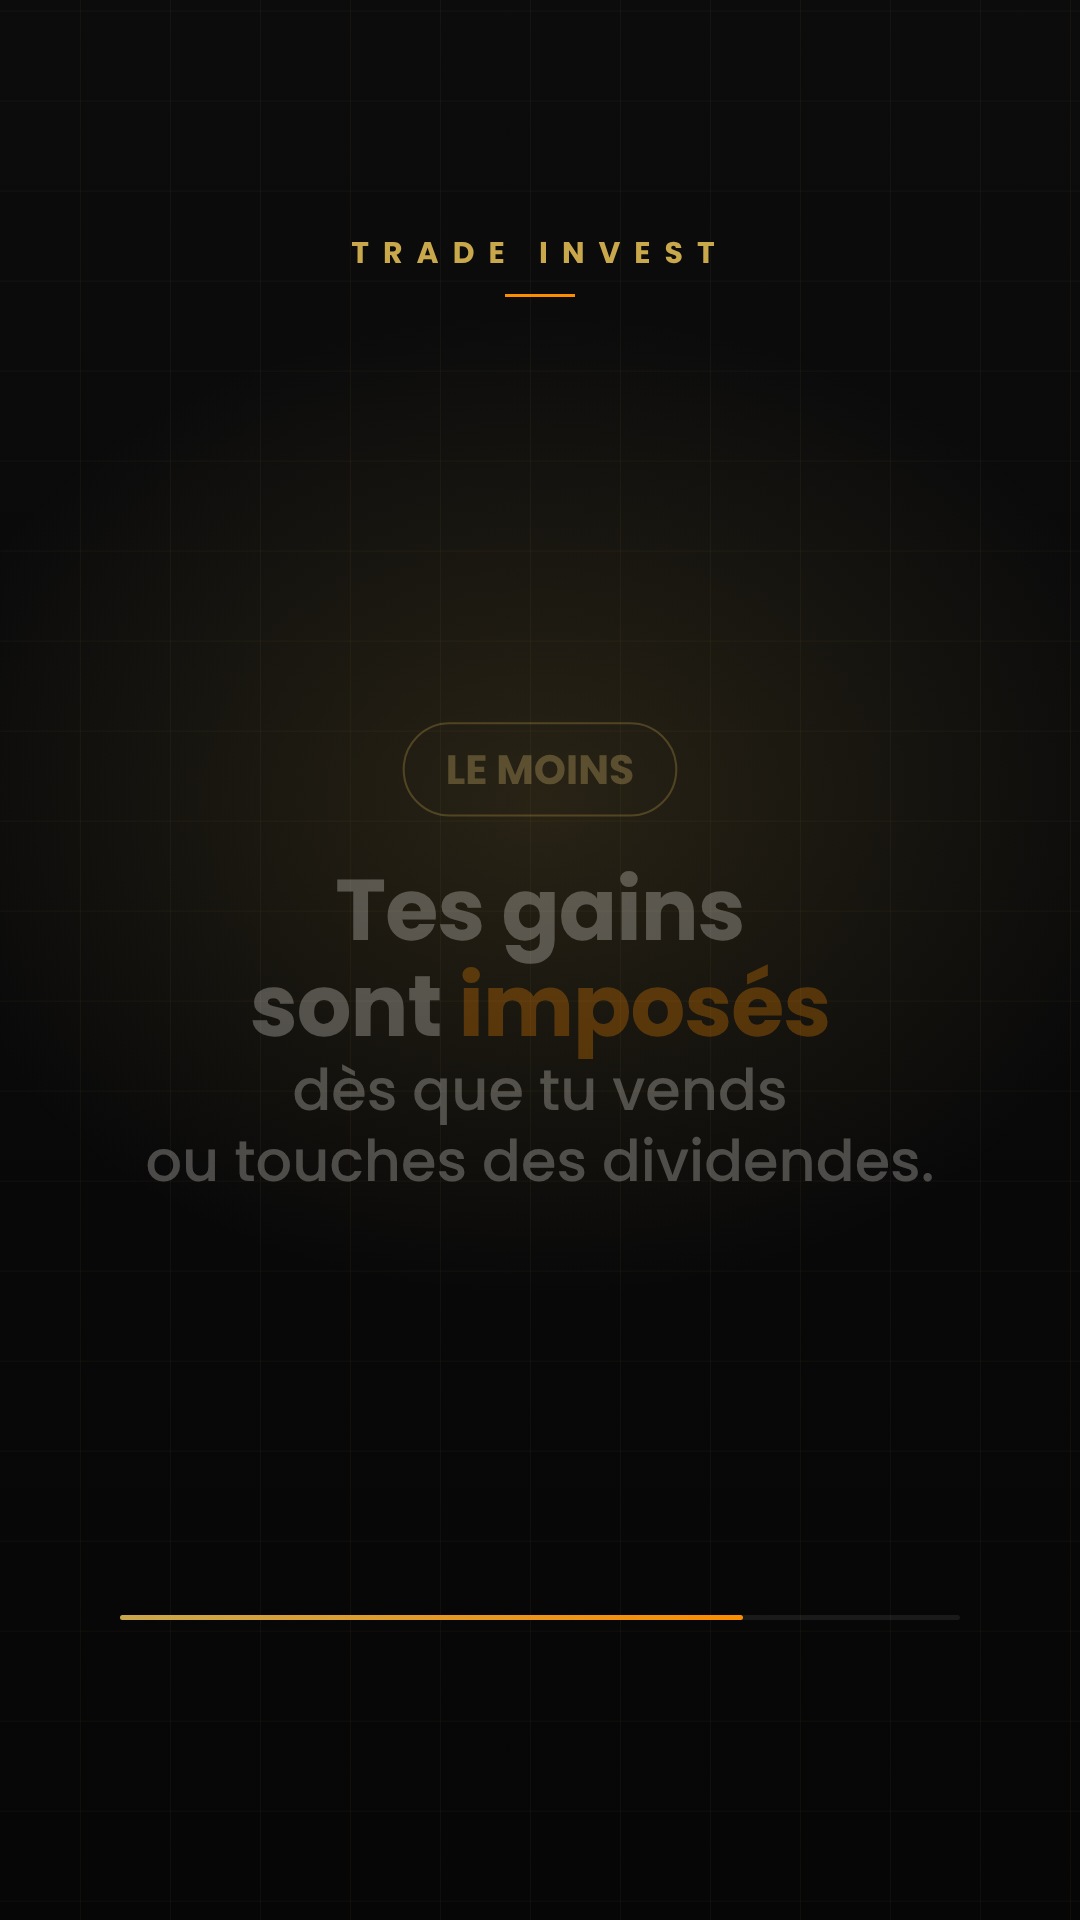 TRADE INVEST
LE MOINS
Tes gains
sont imposés
dès que tu vends
ou touches des dividendes.